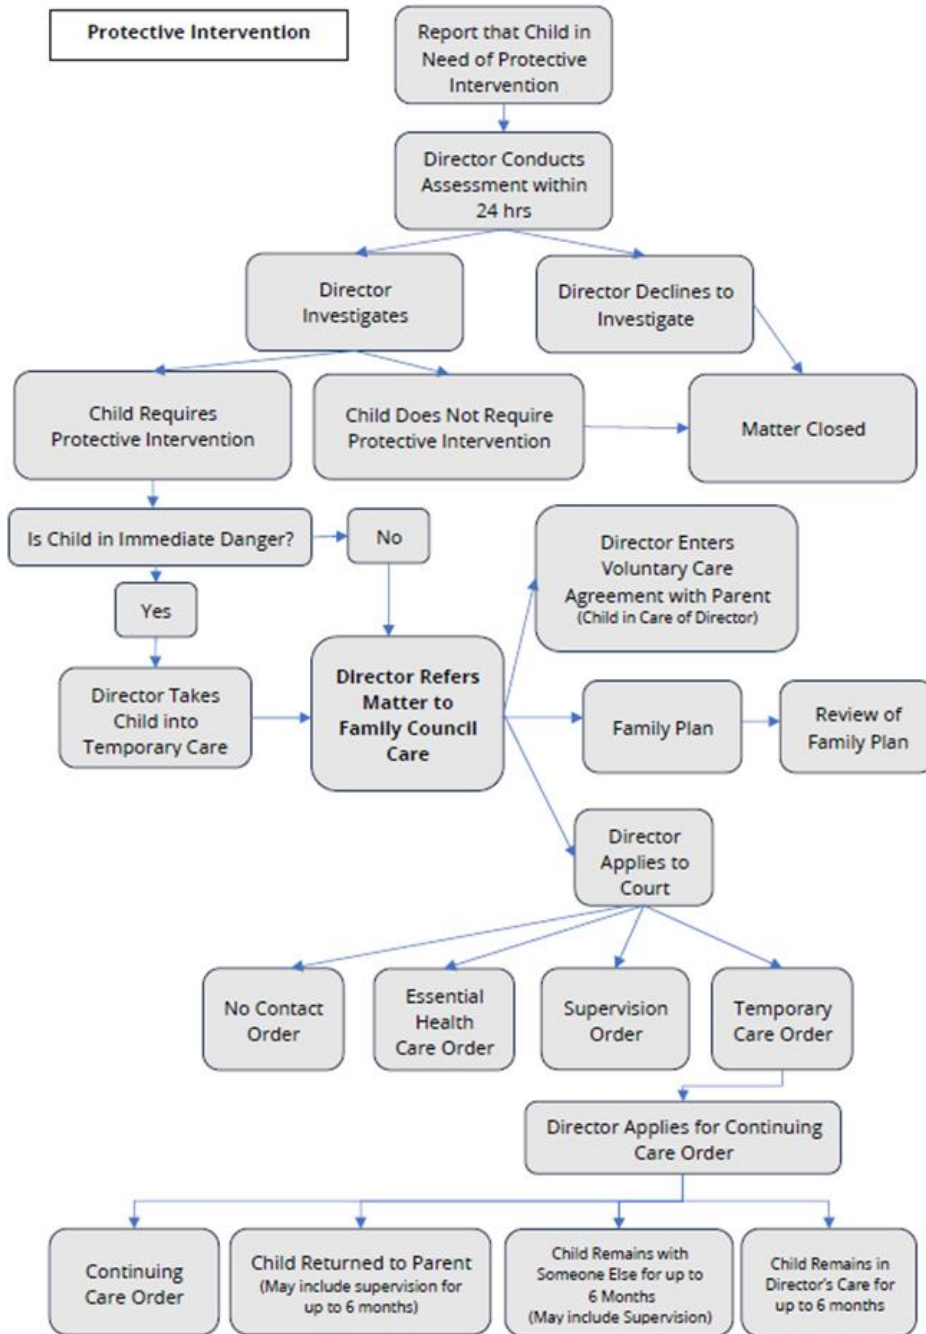 Protective Intervention
Report that Child in
Need of Protective
Intervention
Director Conducts
Assessment within
24 hrs
Director
Investigates
Director Declines to
Investigate
Child Requires
Protective Intervention
Child Does Not Require
Protective Intervention
Matter Closed
Is Child in Immediate Danger?
No
Yes
Director Enters
Voluntary Care
Agreement with Parent
(Child in Care of Director)
Director Takes
Child into
Temporary Care
Director Refers
Matter to
Family Council
Care
Family Plan
Review of
Family Plan
Director
Applies to
Court
No Contact
Order
Essential
Health
Care Order
Supervision
Order
Temporary
Care Order
Director Applies for Continuing
Care Order
Continuing
Care Order
Child Returned to Parent
(May include supervision for
up to 6 months)
Child Remains with
Someone Else for up to
6 Months
(May include Supervision)
Child Remains in
Director's Care for
up to 6 months